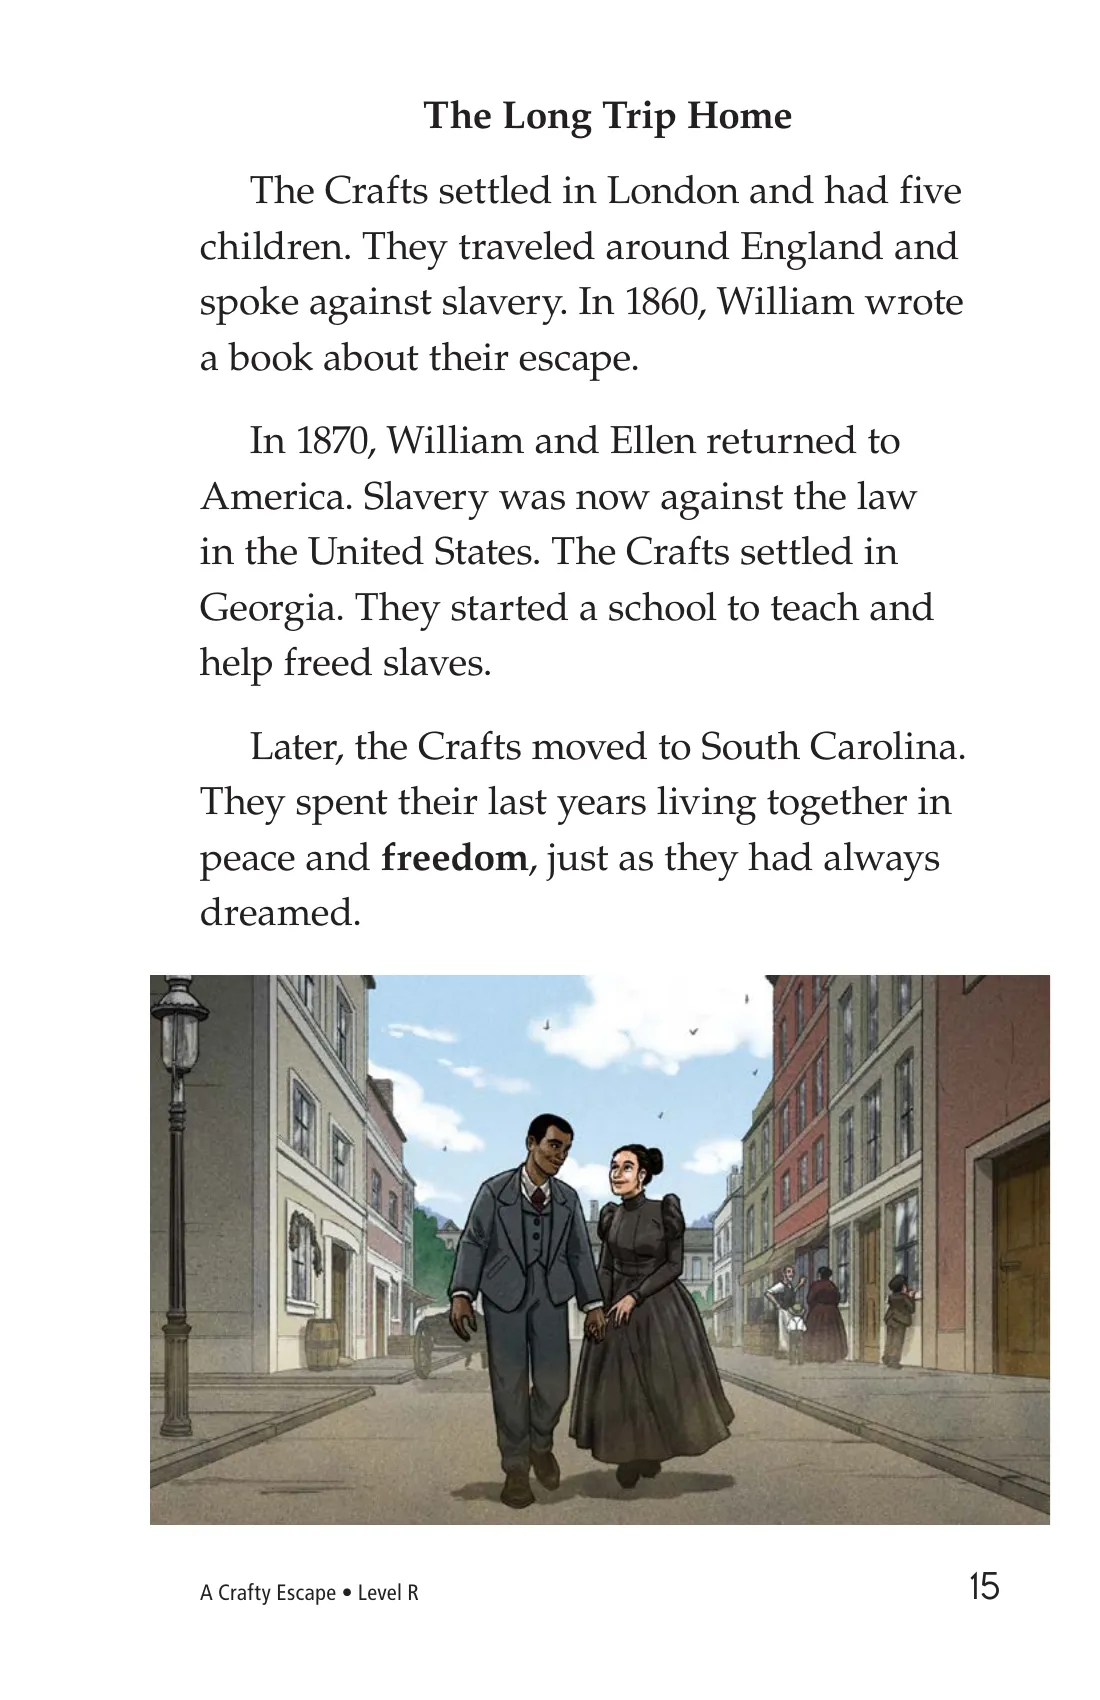 The Long Trip Home
The Crafts settled in London and had five
children. They traveled around England and
spoke against slavery. In 1860, William wrote
a book about their escape.
In 1870, William and Ellen returned to
America. Slavery was now against the law
in the United States. The Crafts settled in
Georgia. They started a school to teach and
help freed slaves.
Later, the Crafts moved to South Carolina.
They spent their last years living together in
peace and freedom, just as they had always
dreamed.
A Crafty Escape • Level R
15